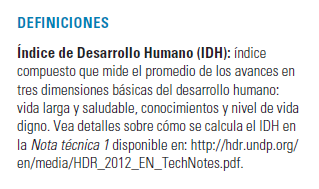 DEFINICIONES
Índice de Desarrollo Humano (IDH): índice
compuesto que mide el promedio de los avances en
tres dimensiones básicas del desarrollo humano:
vida larga y saludable, conocimientos y nivel de vida
digno. Vea detalles sobre cómo se calcula el IDH en
la Nota técnica 1 disponible en: http://hdr.undp.org/
en/media/HDR_2012_EN_TechNotes.pdf.